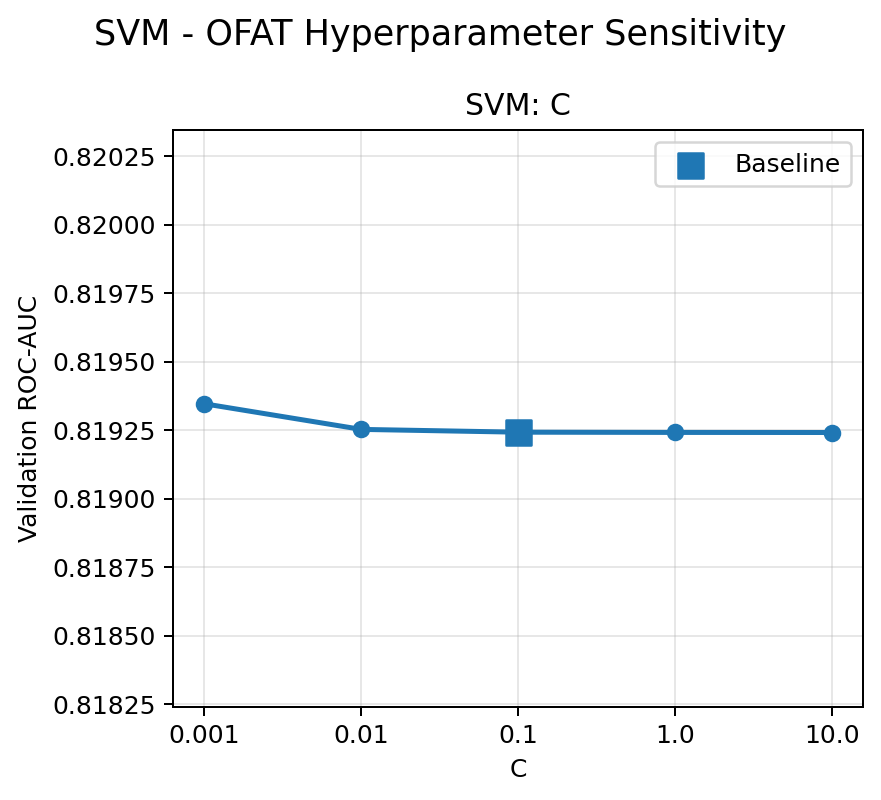 SVM - OFAT Hyperparameter Sensitivity
SVM: C
Baseline
Validation ROC-AUC
0.82025
0.82000
0.81975
0.81950
0.81925
0.81900
0.81875
0.81850
0.81825
0.001 0.01 0.1 1.0 10.0
C